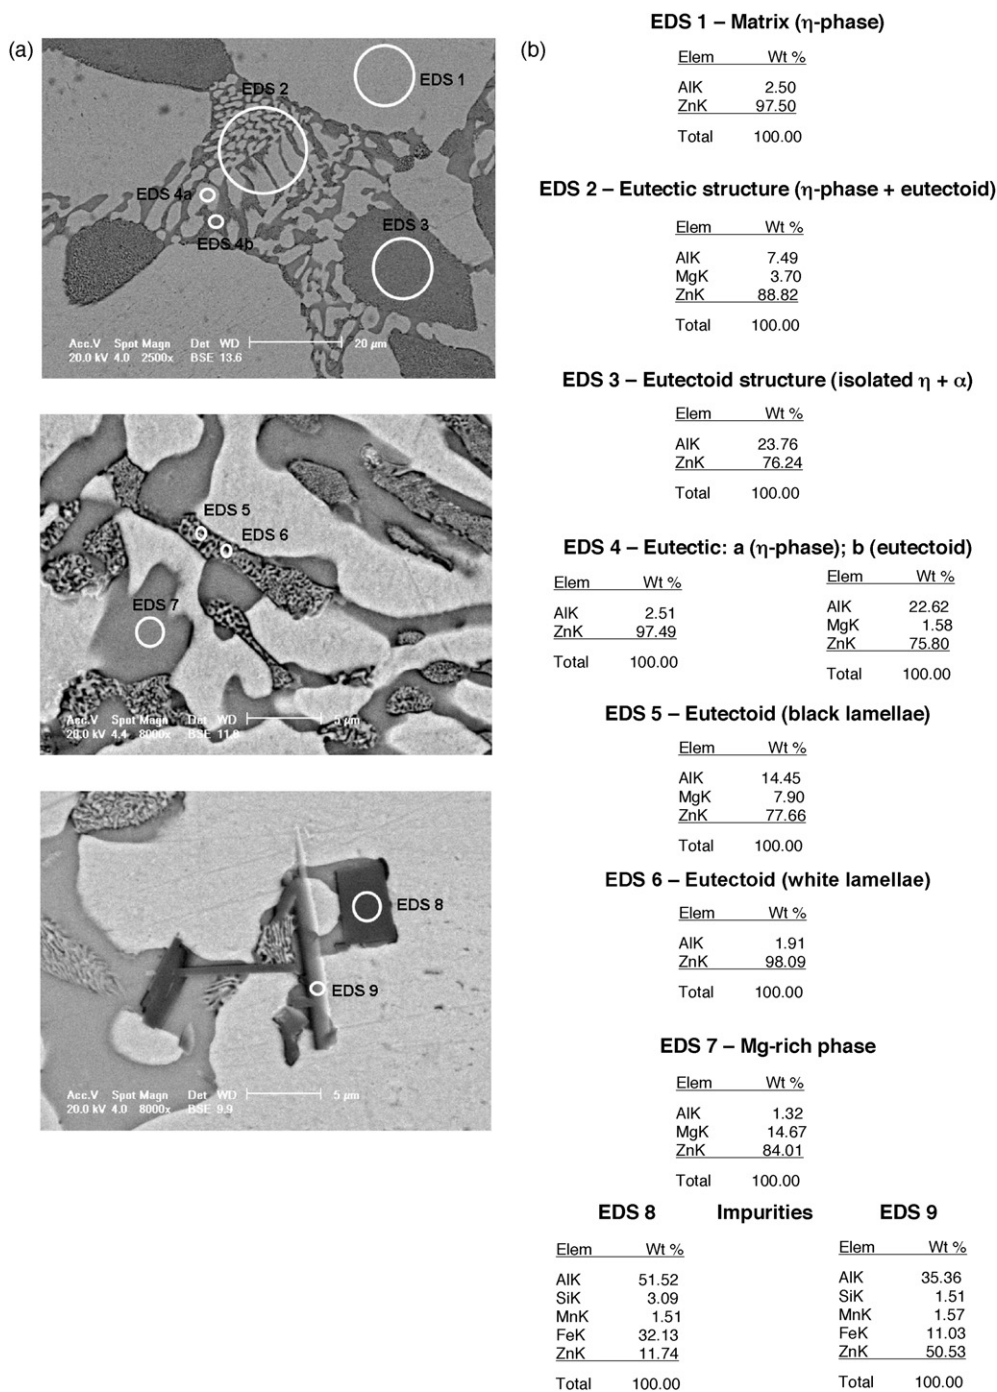 (a)
EDS 1
EDS 2
EDS 4a
EDS 4b
EDS 3
Acc.V Spot Magn Det WD 20 µm
20.0 kV 4.0 2500x BSE 13.6
EDS 5
EDS 6
EDS 7
Acc.V Spot Magn Det WD 5 µm
20.0 kV 4.4 8000x BSE 11.9
EDS 8
EDS 9
Acc.V Spot Magn Det WD 5 µm
20.0 kV 4.0 8000x BSE 9.9
(b)
EDS 1 – Matrix (η-phase)
Elem Wt %
AlK 2.50
ZnK 97.50
Total 100.00
EDS 2 – Eutectic structure (η-phase + eutectoid)
Elem Wt %
AlK 7.49
MgK 3.70
ZnK 88.82
Total 100.00
EDS 3 – Eutectoid structure (isolated η + α)
Elem Wt %
AlK 23.76
ZnK 76.24
Total 100.00
EDS 4 – Eutectic: a (η-phase); b (eutectoid)
Elem Wt %
AlK 2.51
ZnK 97.49
Total 100.00
Elem Wt %
AlK 22.62
MgK 1.58
ZnK 75.80
Total 100.00
EDS 5 – Eutectoid (black lamellae)
Elem Wt %
AlK 14.45
MgK 7.90
ZnK 77.66
Total 100.00
EDS 6 – Eutectoid (white lamellae)
Elem Wt %
AlK 1.91
ZnK 98.09
Total 100.00
EDS 7 – Mg-rich phase
Elem Wt %
AlK 1.32
MgK 14.67
ZnK 84.01
Total 100.00
EDS 8 Impurities EDS 9
Elem Wt %
AlK 51.52
SiK 3.09
MnK 1.51
FeK 32.13
ZnK 11.74
Total 100.00
Elem Wt %
AlK 35.36
SiK 1.51
MnK 1.57
FeK 11.03
ZnK 50.53
Total 100.00